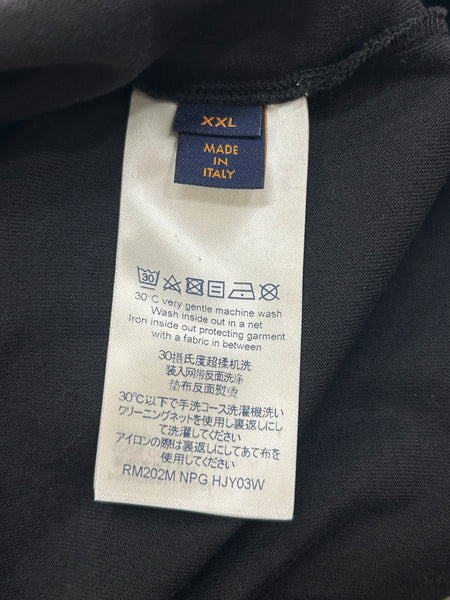 XXL
MADE
IN
ITALY
30
30°C very gentle machine wash
Wash inside out in a net
Iron inside out protecting garment
with a fabric in between
30摄氏度超揉机洗
装入网带反面洗涤
垫布反面熨烫
30℃以下で手洗コース洗濯機洗い
クリーニングネットを使用し裏返しにし
て洗濯してください
アイロンの際は裏返しにしてあて布を
使用してください
RM202M NPG HJY03W